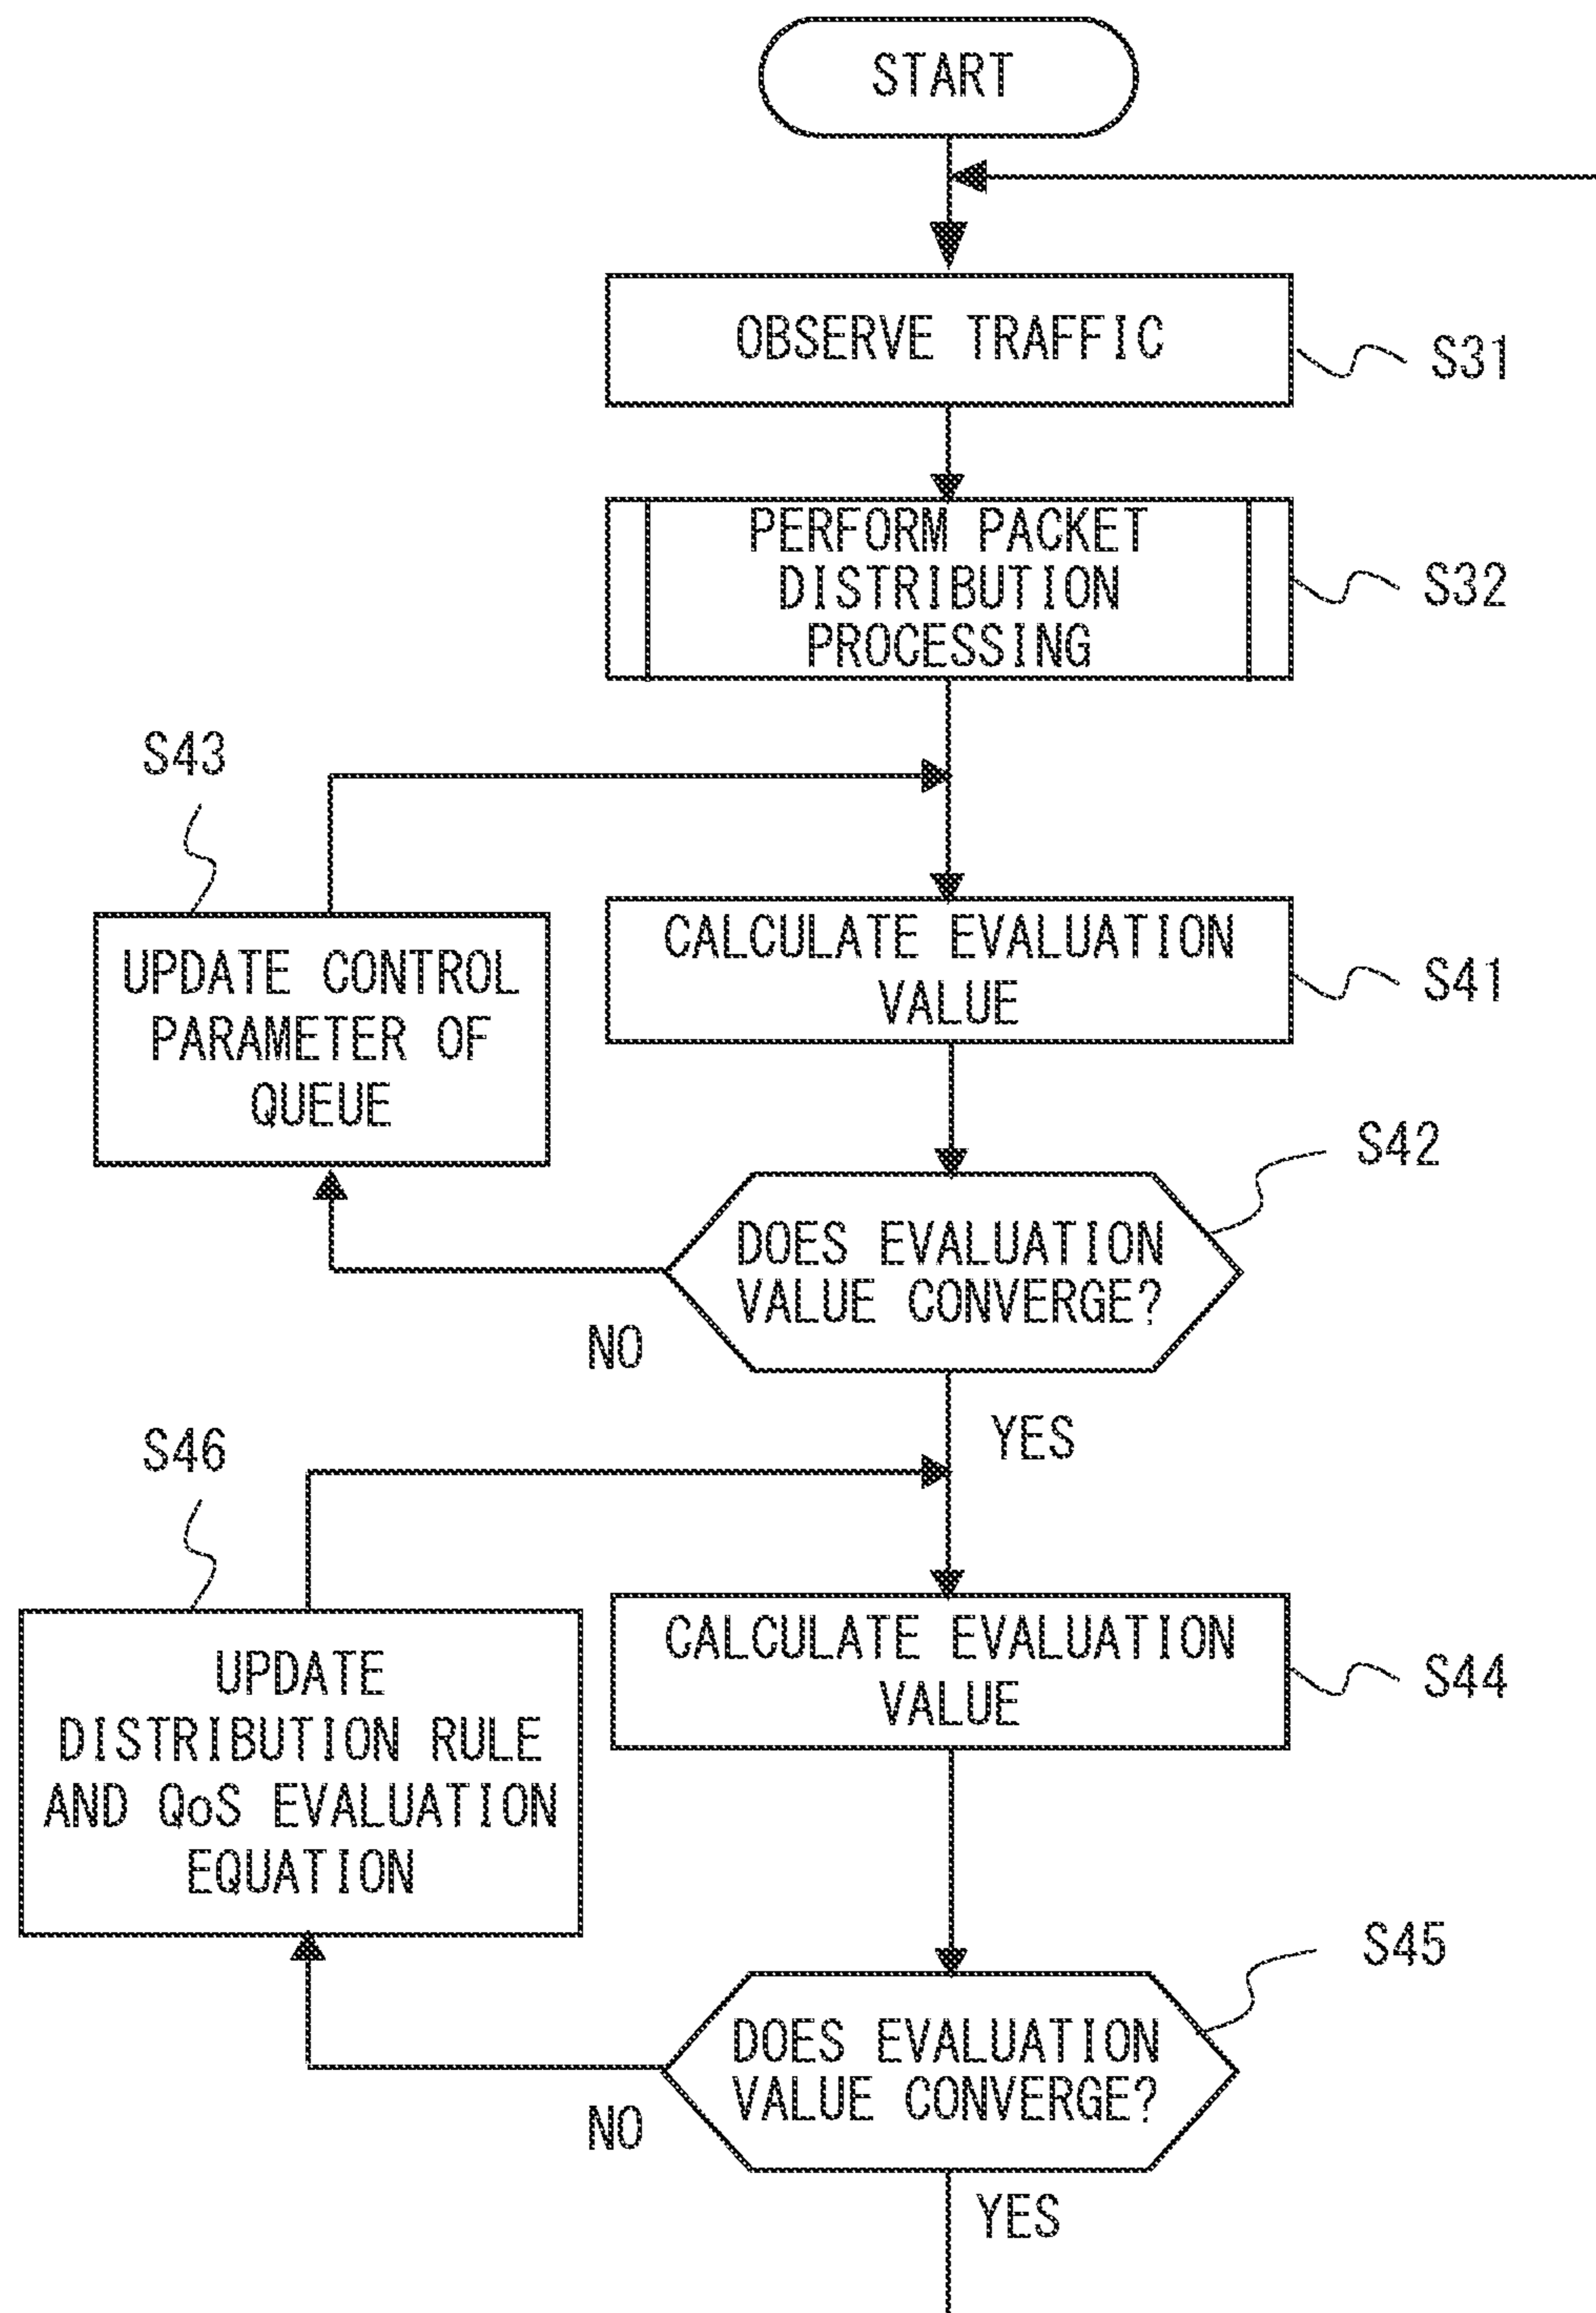 START
OBSERVE TRAFFIC
S31
PERFORM PACKET
DISTRIBUTION
PROCESSING
S32
S43
UPDATE CONTROL
PARAMETER OF
QUEUE
CALCULATE EVALUATION
VALUE
S41
S42
DOES EVALUATION
VALUE CONVERGE?
NO
YES
S46
UPDATE
DISTRIBUTION RULE
AND QoS EVALUATION
EQUATION
CALCULATE EVALUATION
VALUE
S44
S45
DOES EVALUATION
VALUE CONVERGE?
NO
YES